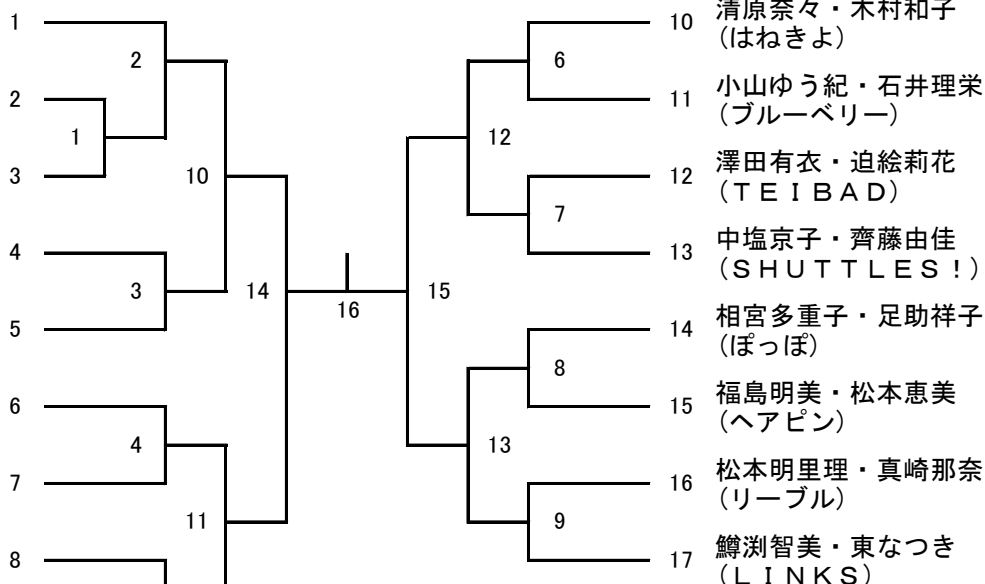 1
2
2
1
3
10
4
3
14
5
6
4
7
11
8
16
15
12
6
7
13
8
9
10 清原奈々・木村和子
(はねきよ)
11 小山ゆう紀・石井理栄
(ブルーベリー)
12 澤田有衣・迫絵莉花
(ＴＥＩＢＡＤ)
13 中塩京子・齊藤由佳
(ＳＨＵＴＴＬＥＳ！)
14 相宮多重子・足助祥子
(ぽっぽ)
15 福島明美・松本恵美
(ヘアピン)
16 松本明里理・真崎那奈
(リーブル)
17 鱒渕智美・東なつき
(ＬＩＮＫＳ)